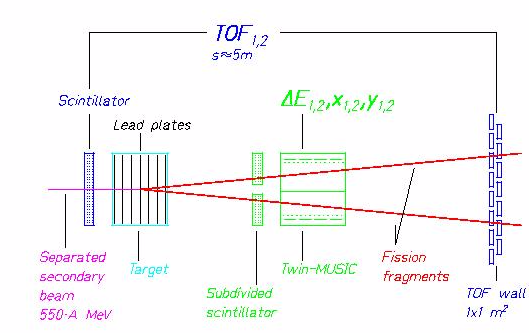 TOF1,2
s≈5m
Scintillator
ΔE1,2,x1,2,y1,2
Lead plates
Separated
secondary
beam
550·A MeV
Target
Subdivided
scintillator
Twin-MUSIC
Fission
fragments
TOF wall
1x1 m²